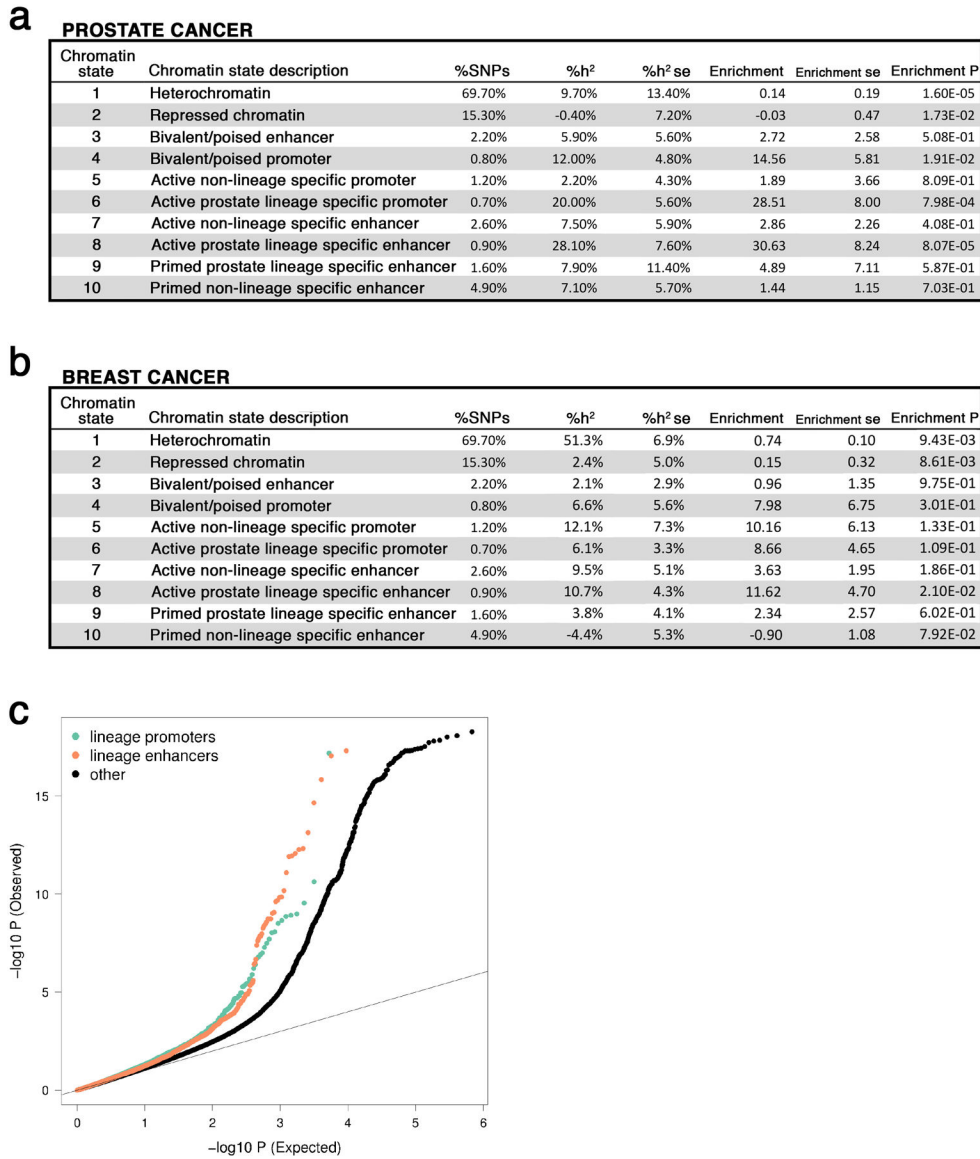 a
PROSTATE CANCER
Chromatin state Chromatin state description %SNPs %h² %h² se Enrichment Enrichment se Enrichment P
1 Heterochromatin 69.70% 9.70% 13.40% 0.14 0.19 1.60E-05
2 Repressed chromatin 15.30% -0.40% 7.20% -0.03 0.47 1.73E-02
3 Bivalent/poised enhancer 2.20% 5.90% 5.60% 2.72 2.58 5.08E-01
4 Bivalent/poised promoter 0.80% 12.00% 4.80% 14.56 5.81 1.91E-02
5 Active non-lineage specific promoter 1.20% 2.20% 4.30% 1.89 3.66 8.09E-01
6 Active prostate lineage specific promoter 0.70% 20.00% 5.60% 28.51 8.00 7.98E-04
7 Active non-lineage specific enhancer 2.60% 7.50% 5.90% 2.86 2.26 4.08E-01
8 Active prostate lineage specific enhancer 0.90% 28.10% 7.60% 30.63 8.24 8.07E-05
9 Primed prostate lineage specific enhancer 1.60% 7.90% 11.40% 4.89 7.11 5.87E-01
10 Primed non-lineage specific enhancer 4.90% 7.10% 5.70% 1.44 1.15 7.03E-01
b
BREAST CANCER
Chromatin state Chromatin state description %SNPs %h² %h² se Enrichment Enrichment se Enrichment P
1 Heterochromatin 69.70% 51.3% 6.9% 0.74 0.10 9.43E-03
2 Repressed chromatin 15.30% 2.4% 5.0% 0.15 0.32 8.61E-03
3 Bivalent/poised enhancer 2.20% 2.1% 2.9% 0.96 1.35 9.75E-01
4 Bivalent/poised promoter 0.80% 6.6% 5.6% 7.98 6.75 3.01E-01
5 Active non-lineage specific promoter 1.20% 12.1% 7.3% 10.16 6.13 1.33E-01
6 Active prostate lineage specific promoter 0.70% 6.1% 3.3% 8.66 4.65 1.09E-01
7 Active non-lineage specific enhancer 2.60% 9.5% 5.1% 3.63 1.95 1.86E-01
8 Active prostate lineage specific enhancer 0.90% 10.7% 4.3% 11.62 4.70 2.10E-02
9 Primed prostate lineage specific enhancer 1.60% 3.8% 4.1% 2.34 2.57 6.02E-01
10 Primed non-lineage specific enhancer 4.90% -4.4% 5.3% -0.90 1.08 7.92E-02
c
lineage promoters
lineage enhancers
other
15
10
5
0
−log10 P (Observed)
0 1 2 3 4 5 6
−log10 P (Expected)